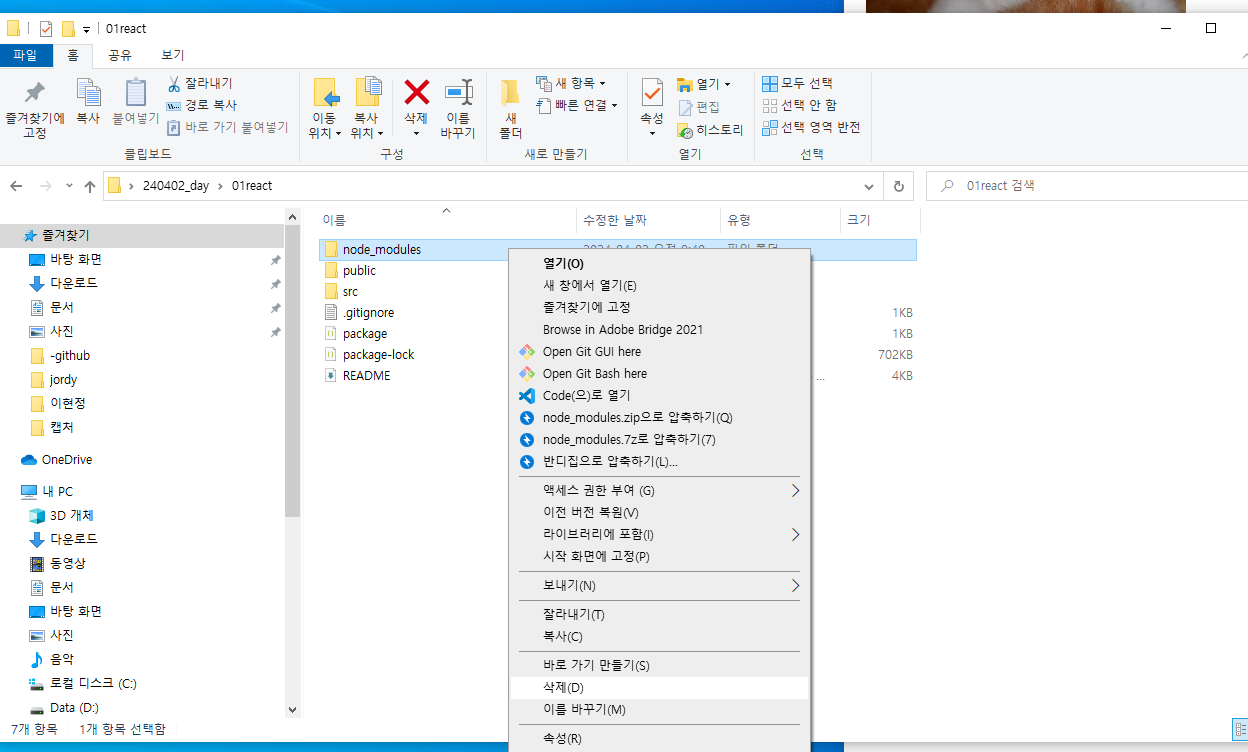 01react
파일
홈
공유
보기
즐겨찾기에
고정
복사
붙여넣기
잘라내기
경로 복사
바로 가기 붙여넣기
클립보드
이동
위치
복사
위치
삭제
이름
바꾸기
구성
새
폴더
새 항목
빠른 연결
새로 만들기
속성
열기
편집
히스토리
열기
모두 선택
선택 안 함
선택 영역 반전
선택
240402_day
01react
01react 검색
즐겨찾기
바탕 화면
다운로드
문서
사진
-github
jordy
이현정
캡처
OneDrive
내 PC
3D 개체
다운로드
동영상
문서
바탕 화면
사진
음악
로컬 디스크 (C:)
Data (D:)
이름
수정한 날짜
유형
크기
node_modules
public
src
.gitignore
1KB
package
1KB
package-lock
702KB
README
...
4KB
열기(O)
새 창에서 열기(E)
즐겨찾기에 고정
Browse in Adobe Bridge 2021
Open Git GUI here
Open Git Bash here
Code(으)로 열기
node_modules.zip으로 압축하기(Q)
node_modules.7z로 압축하기(7)
반디집으로 압축하기(L)...
액세스 권한 부여 (G)
이전 버전 복원(V)
라이브러리에 포함(I)
시작 화면에 고정(P)
보내기(N)
잘라내기(T)
복사(C)
바로 가기 만들기(S)
삭제(D)
이름 바꾸기(M)
속성(R)
7개 항목
1개 항목 선택함